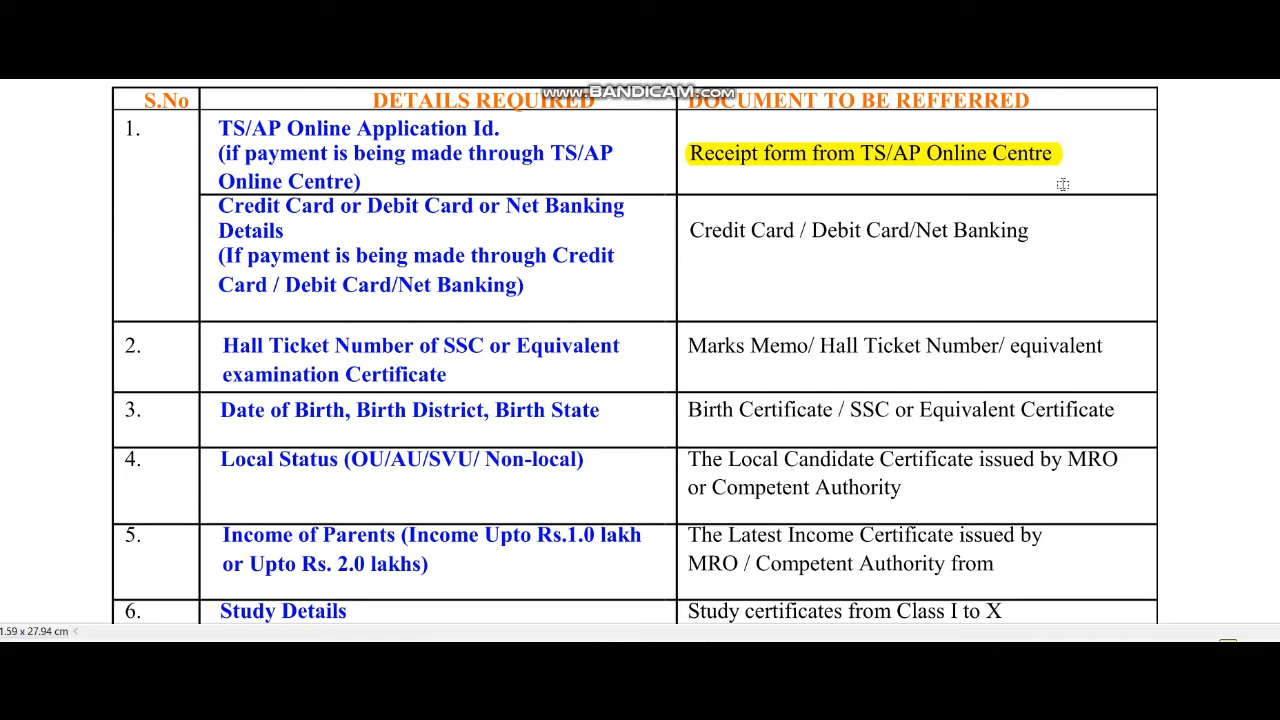 www.BANDICAM.com
S.No DETAILS REQUIRED DOCUMENT TO BE REFFERRED
1. TS/AP Online Application Id.
(if payment is being made through TS/AP
Online Centre)
Receipt form from TS/AP Online Centre
Credit Card or Debit Card or Net Banking
Details
(If payment is being made through Credit
Card / Debit Card/Net Banking)
Credit Card / Debit Card/Net Banking
2. Hall Ticket Number of SSC or Equivalent
examination Certificate
Marks Memo/ Hall Ticket Number/ equivalent
3. Date of Birth, Birth District, Birth State
Birth Certificate / SSC or Equivalent Certificate
4. Local Status (OU/AU/SVU/ Non-local)
The Local Candidate Certificate issued by MRO
or Competent Authority
5. Income of Parents (Income Upto Rs.1.0 lakh
or Upto Rs. 2.0 lakhs)
The Latest Income Certificate issued by
MRO / Competent Authority from
6. Study Details
Study certificates from Class I to X
1.59 x 27.94 cm